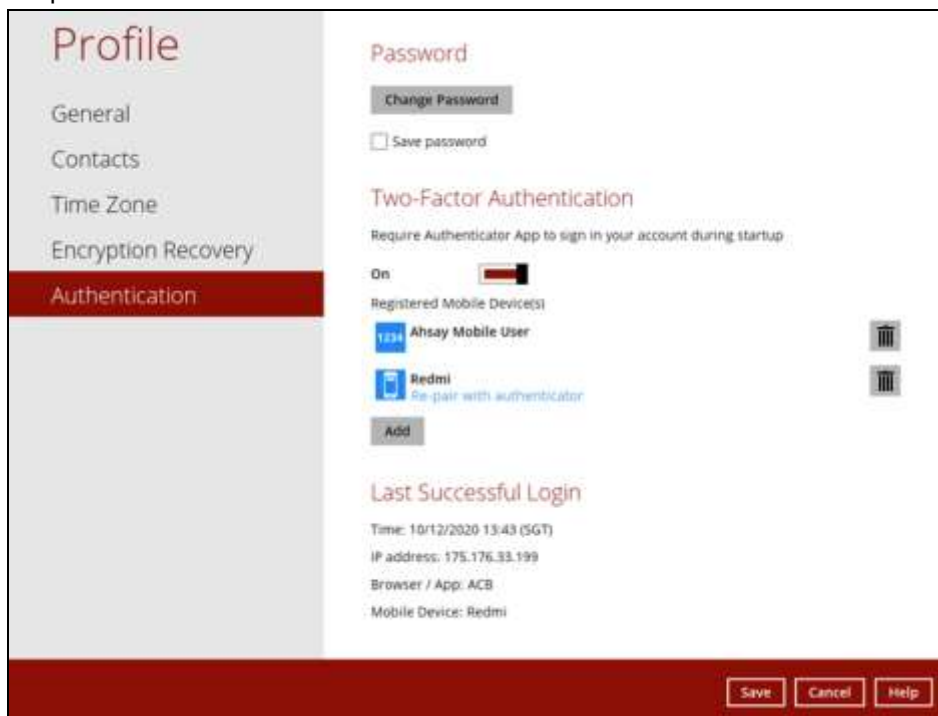 Profile
General
Contacts
Time Zone
Encryption Recovery
Authentication
Password
Change Password
Save password
Two-Factor Authentication
Require Authenticator App to sign in your account during startup
On
Registered Mobile Device(s)
1234 Ahsay Mobile User
Redmi
Re-pair with authenticator
Add
Last Successful Login
Time: 10/12/2020 13:43 (SGT)
IP address: 175.176.33.199
Browser / App: ACB
Mobile Device: Redmi
Save Cancel Help